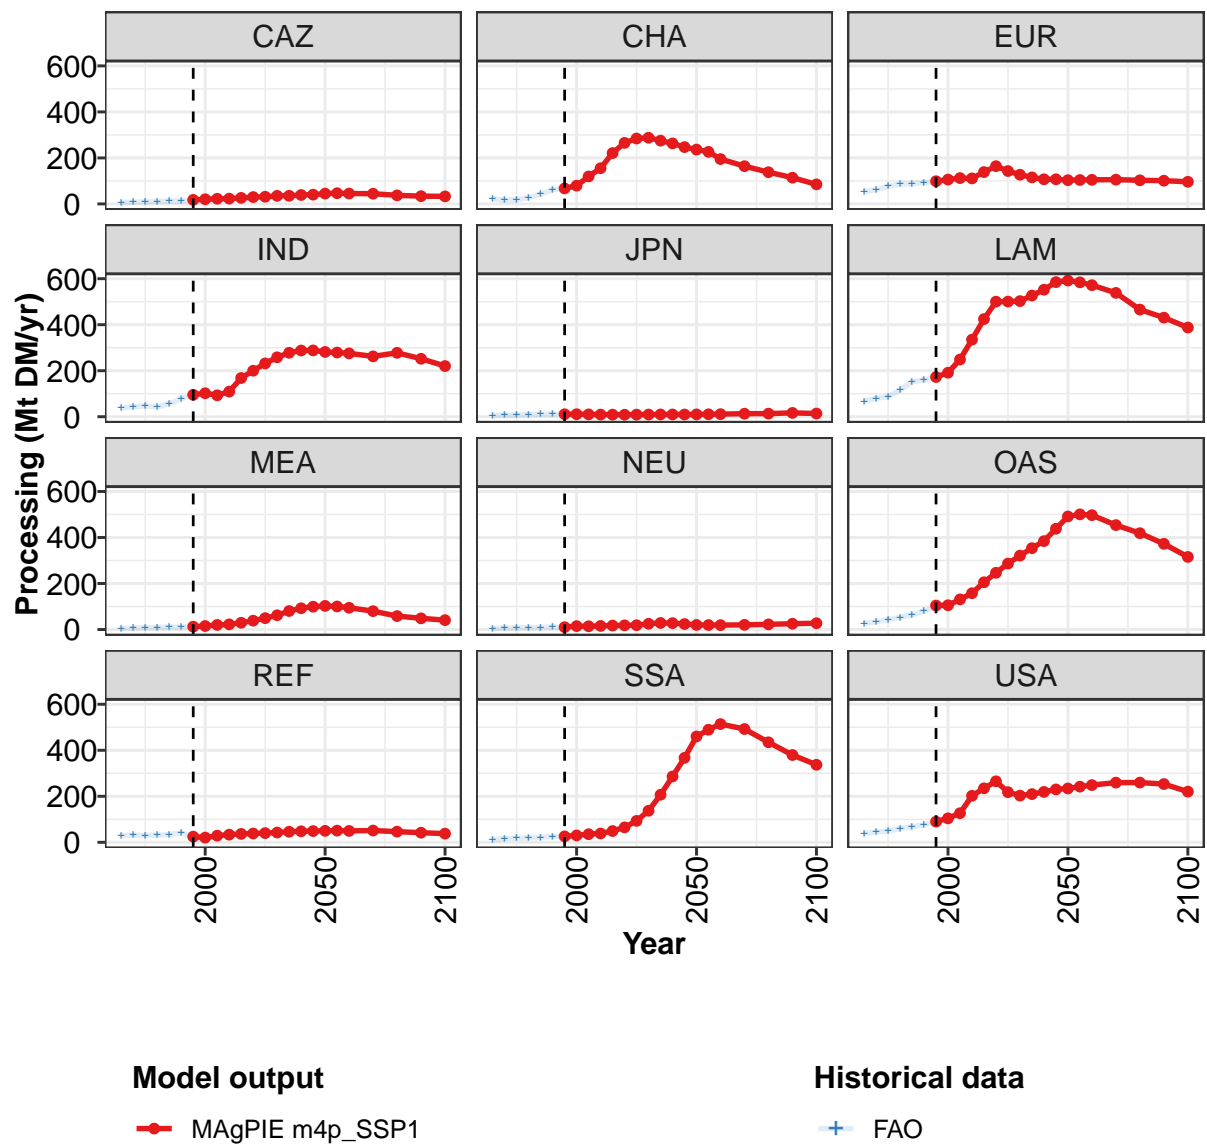 CAZ CHA EUR
600
400
200
0
IND JPN LAM
600
400
200
0
Processing (Mt DM/yr)
MEA NEU OAS
600
400
200
0
REF SSA USA
600
400
200
0
2000 2050 2100 2000 2050 2100 2000 2050 2100
Year
Model output Historical data
MAgPIE m4p_SSP1 FAO